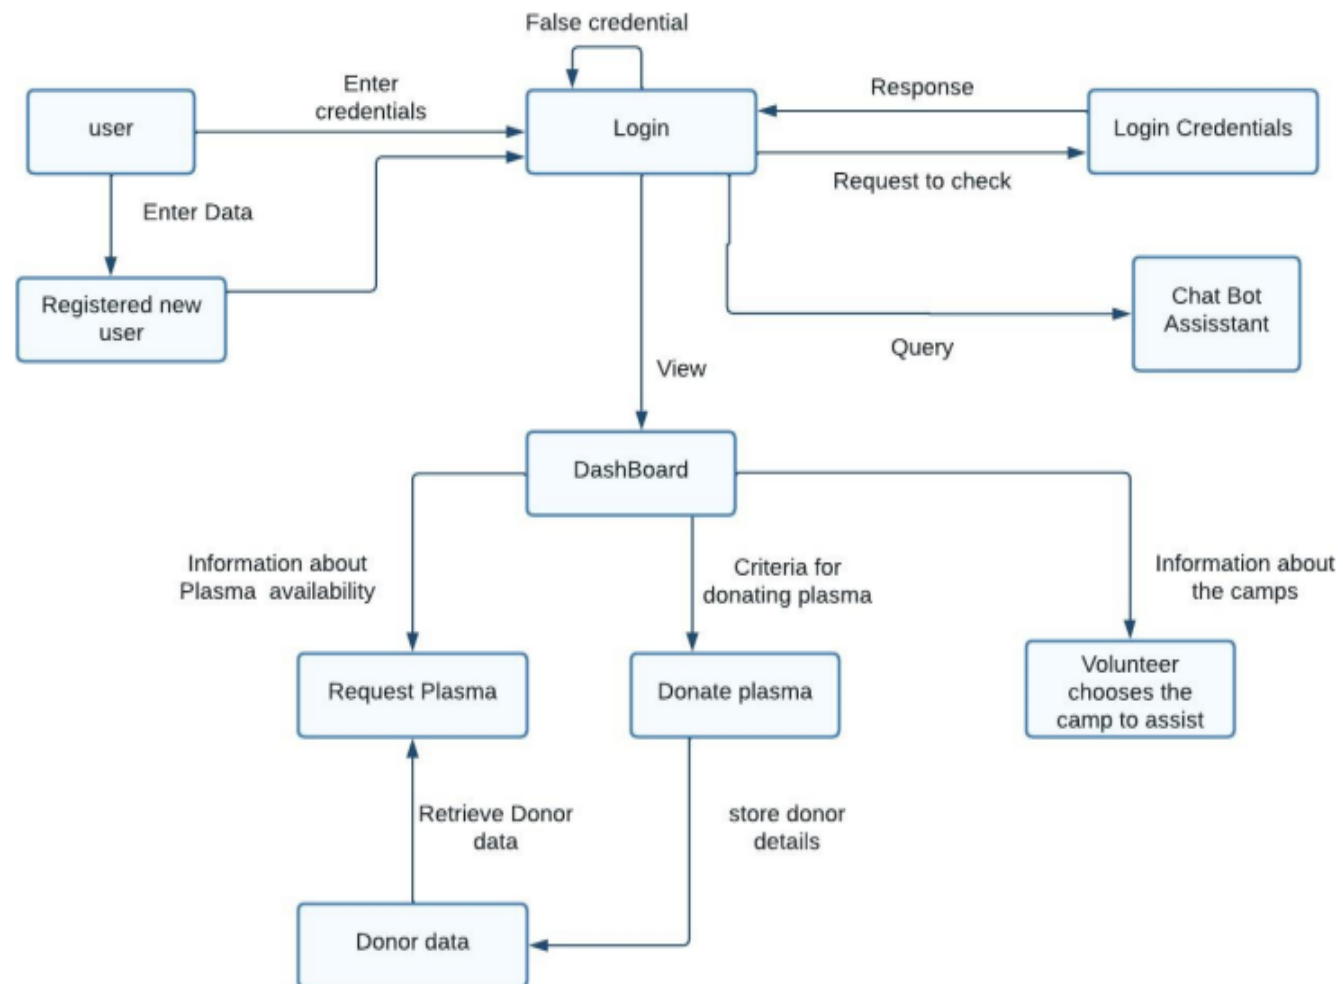 False credential
Enter
credentials
Response
user
Login
Login Credentials
Request to check
Enter Data
Registered new
user
Chat Bot
Assisstant
Query
View
DashBoard
Information about
Plasma  availability
Criteria for
donating plasma
Information about
the camps
Request Plasma
Donate plasma
Volunteer
chooses the
camp to assist
Retrieve Donor
data
store donor
details
Donor data